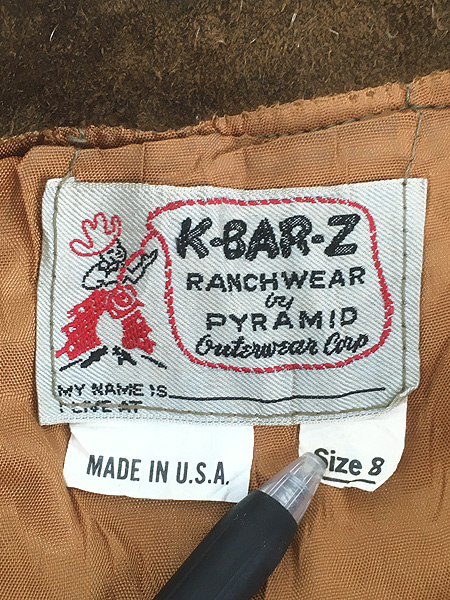 K-BAR-Z
RANCHWEAR
by
PYRAMID
Outerwear Corp
MY NAME IS
I LIVE AT
MADE IN U.S.A.
Size 8